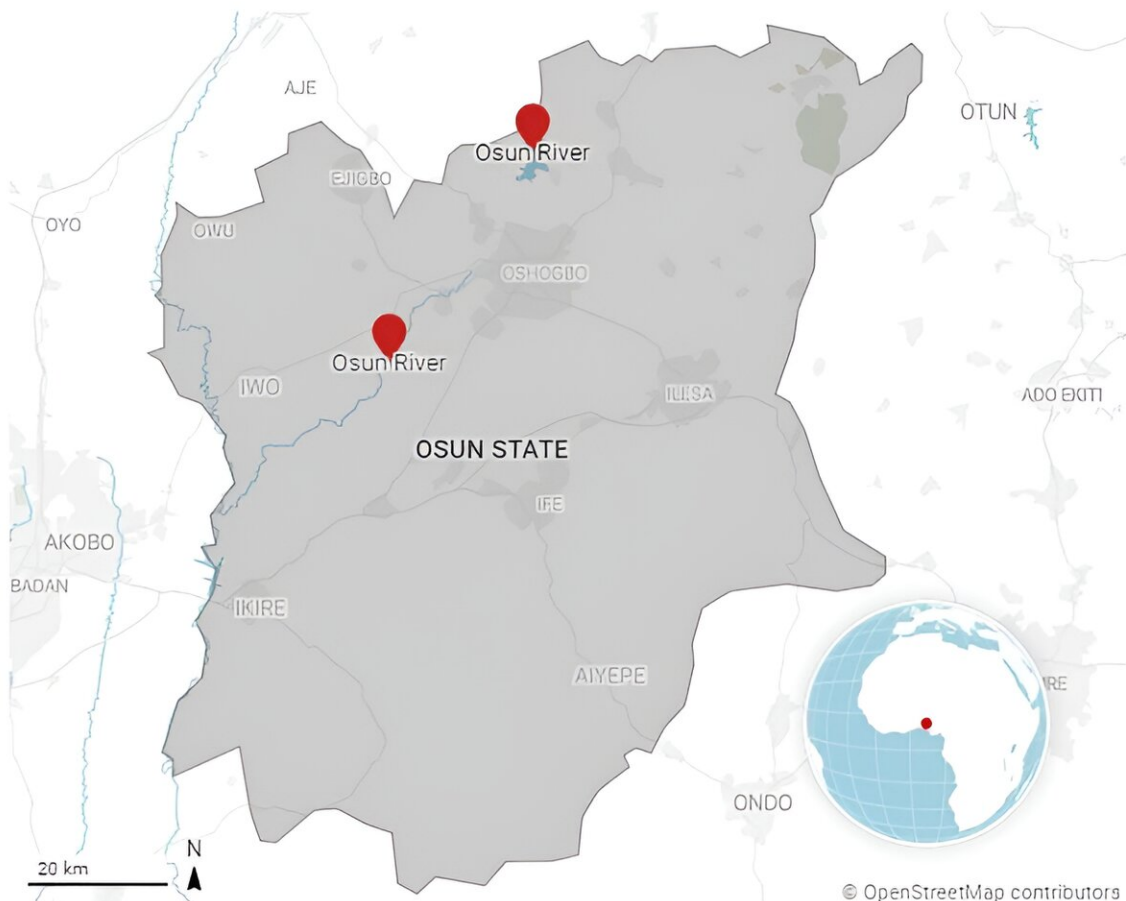 AJE
OTUN
Osun River
EJIGBO
OYO
OWU
OSHOGBO
Osun River
IWO
ILESA
ADO EKITI
OSUN STATE
IFE
AKOBO
BADAN
IKIRE
AIYEPE
URE
ONDO
N
20 km
© OpenStreetMap contributors